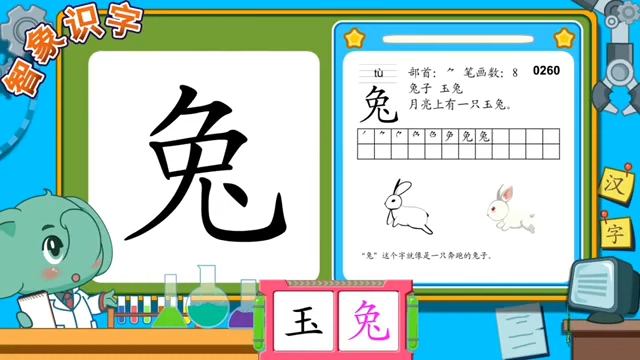 智象识字
兔
tù
部首：⺈ 笔画数：8 0260
兔
兔子 玉兔
月亮上有一只玉兔。
“兔”这个字就像是一只奔跑的兔子。
汉
字
玉 兔